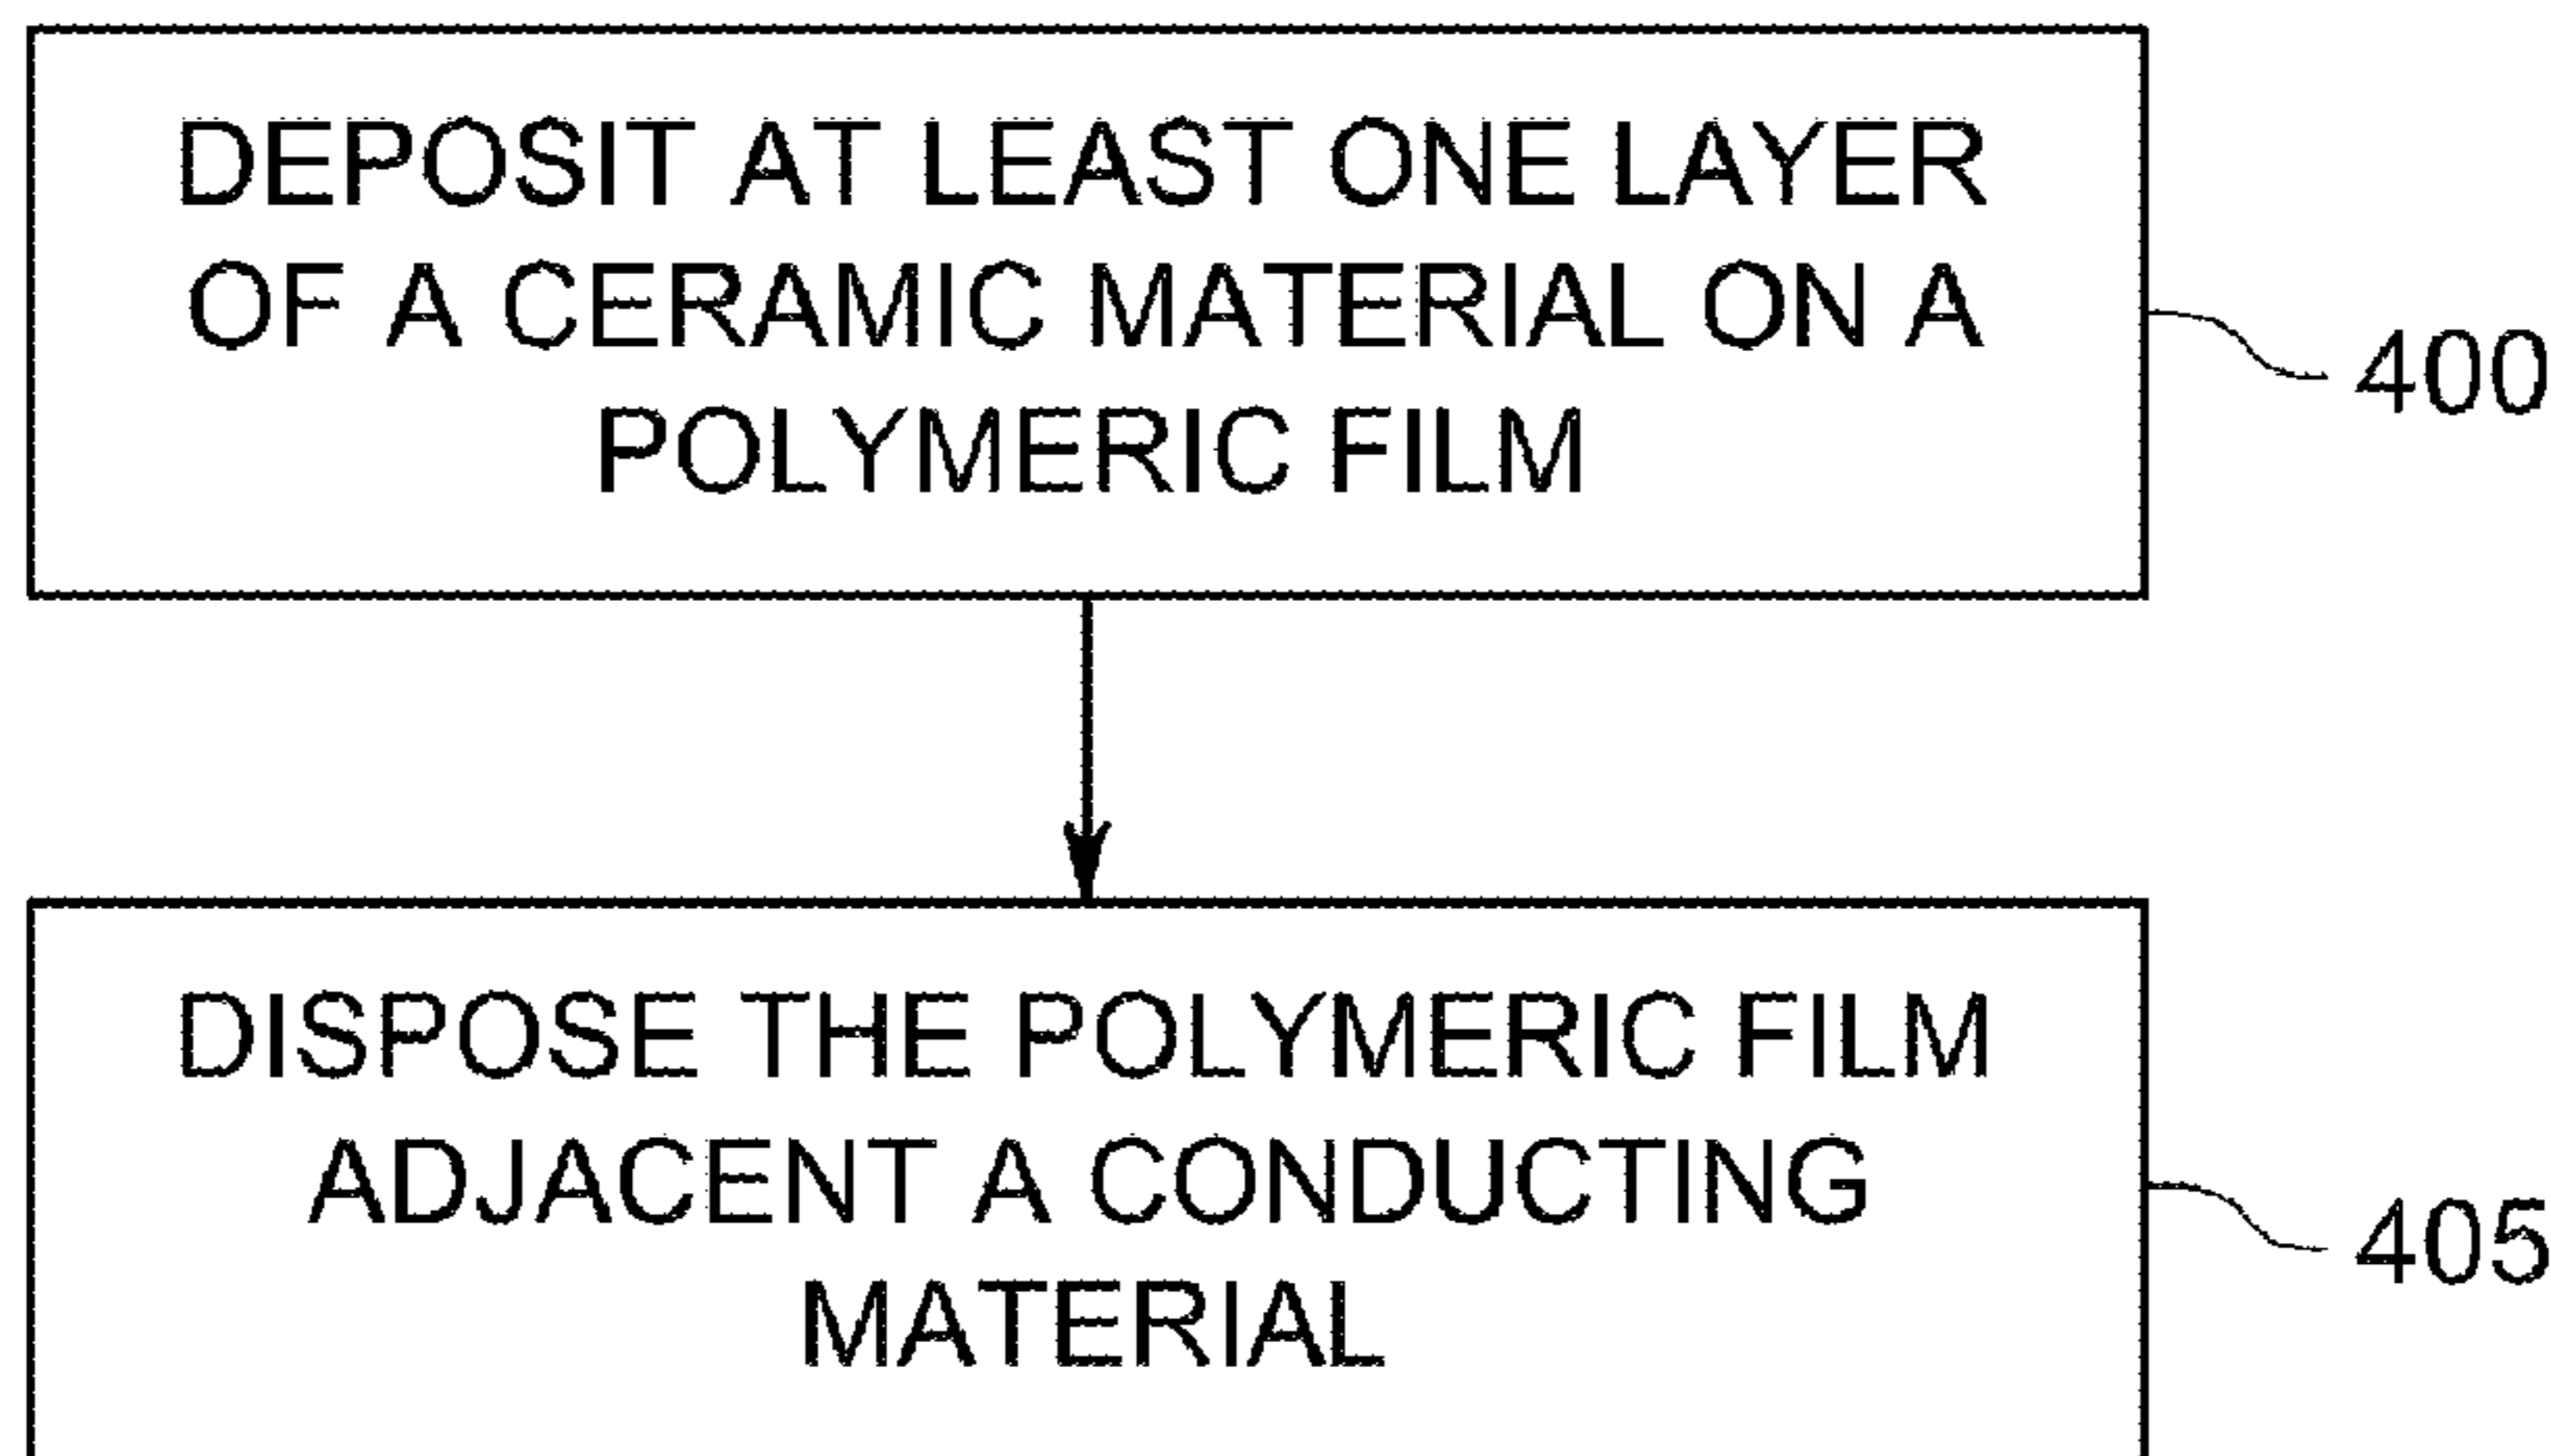 DEPOSIT AT LEAST ONE LAYER
OF A CERAMIC MATERIAL ON A
POLYMERIC FILM
400
DISPOSE THE POLYMERIC FILM
ADJACENT A CONDUCTING
MATERIAL
405